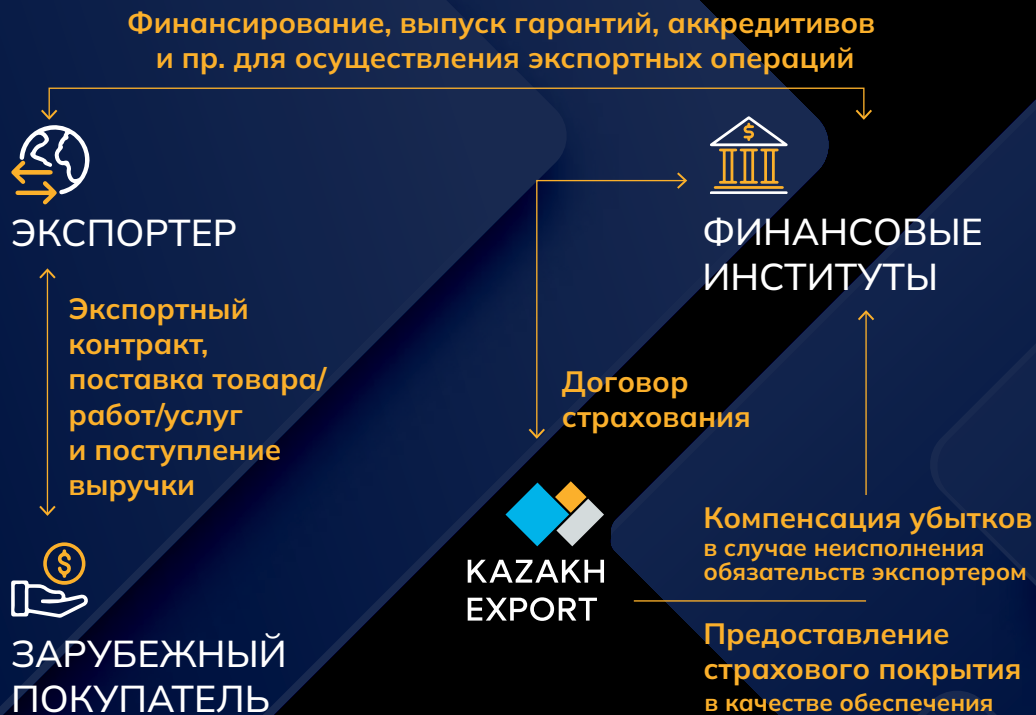 Финансирование, выпуск гарантий, аккредитивов
и пр. для осуществления экспортных операций
$
ЭКСПОРТЕР
ФИНАНСОВЫЕ
ИНСТИТУТЫ
Экспортный
контракт,
поставка товара/
работ/услуг
и поступление
выручки
Договор
страхования
KAZAKH
EXPORT
Компенсация убытков
в случае неисполнения
обязательств экспортером
Предоставление
страхового покрытия
в качестве обеспечения
$
ЗАРУБЕЖНЫЙ
ПОКУПАТЕЛЬ